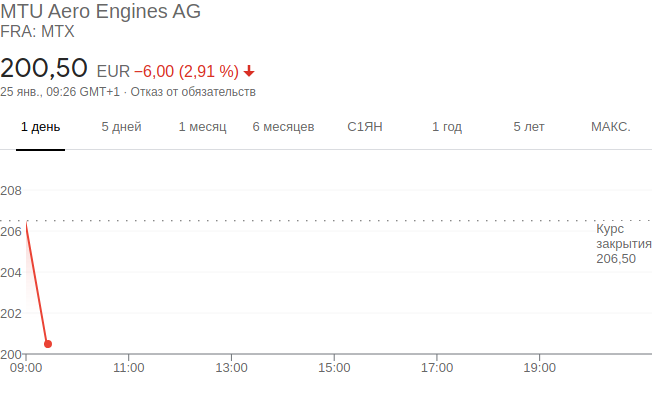 MTU Aero Engines AG
FRA: MTX
200,50 EUR −6,00 (2,91 %)
25 янв., 09:26 GMT+1 · Отказ от обязательств
1 день 5 дней 1 месяц 6 месяцев С1ЯН 1 год 5 лет МАКС.
208
206
204
202
200
Курс
закрытия
206,50
09:00 11:00 13:00 15:00 17:00 19:00